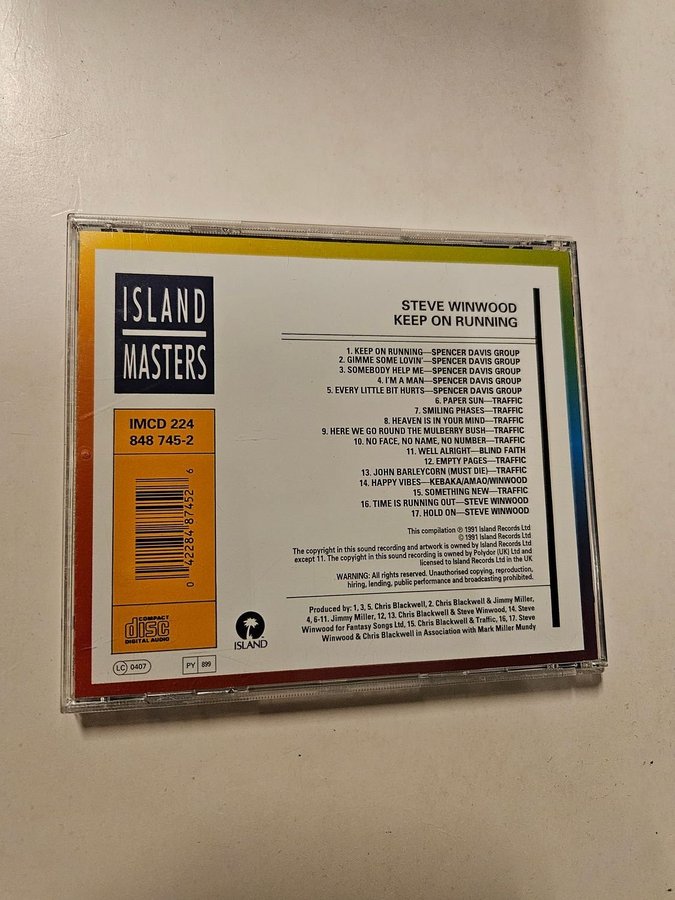 ISLAND
MASTERS
IMCD 224
848 745-2
0 42284 87452 6
COMPACT
disc
DIGITAL AUDIO
LC 0407
PY 899
ISLAND
STEVE WINWOOD
KEEP ON RUNNING
1. KEEP ON RUNNING—SPENCER DAVIS GROUP
2. GIMME SOME LOVIN'—SPENCER DAVIS GROUP
3. SOMEBODY HELP ME—SPENCER DAVIS GROUP
4. I'M A MAN—SPENCER DAVIS GROUP
5. EVERY LITTLE BIT HURTS—SPENCER DAVIS GROUP
6. PAPER SUN—TRAFFIC
7. SMILING PHASES—TRAFFIC
8. HEAVEN IS IN YOUR MIND—TRAFFIC
9. HERE WE GO ROUND THE MULBERRY BUSH—TRAFFIC
10. NO FACE, NO NAME, NO NUMBER—TRAFFIC
11. WELL ALRIGHT—BLIND FAITH
12. EMPTY PAGES—TRAFFIC
13. JOHN BARLEYCORN (MUST DIE)—TRAFFIC
14. HAPPY VIBES—KEBAKA/AMAO/WINWOOD
15. SOMETHING NEW—TRAFFIC
16. TIME IS RUNNING OUT—STEVE WINWOOD
17. HOLD ON—STEVE WINWOOD
This compilation ℗ 1991 Island Records Ltd
© 1991 Island Records Ltd
The copyright in this sound recording and artwork is owned by Island Records Ltd
except 11. The copyright in this sound recording is owned by Polydor (UK) Ltd and
licensed to Island Records Ltd in the UK
WARNING: All rights reserved. Unauthorised copying, reproduction,
hiring, lending, public performance and broadcasting prohibited.
Produced by: 1, 3, 5. Chris Blackwell, 2. Chris Blackwell & Jimmy Miller,
4, 6-11. Jimmy Miller, 12, 13. Chris Blackwell & Steve Winwood, 14. Steve
Winwood for Fantasy Songs Ltd, 15. Chris Blackwell & Traffic, 16, 17. Steve
Winwood & Chris Blackwell in Association with Mark Miller Mundy